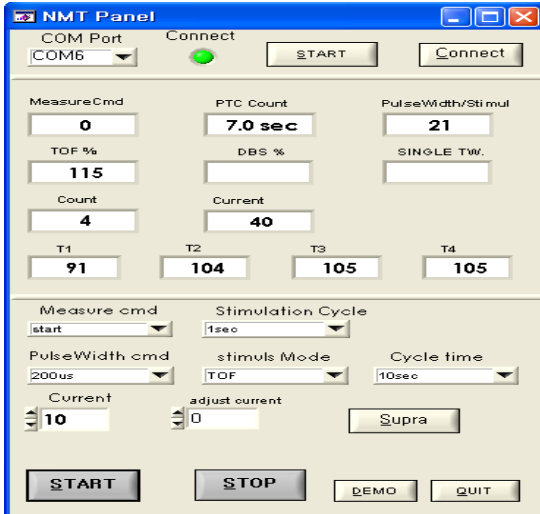 NMT Panel
COM Port Connect
COM6 START Connect
MeasureCmd PTC Count PulseWidth/Stimul
0 7.0 sec 21
TOF % DBS % SINGLE TW.
115
Count Current
4 40
T1 T2 T3 T4
91 104 105 105
Measure cmd Stimulation Cycle
start 1sec
PulseWidth cmd stimuls Mode Cycle time
200us TOF 10sec
Current adjust current
10 0 Supra
START STOP DEMO QUIT